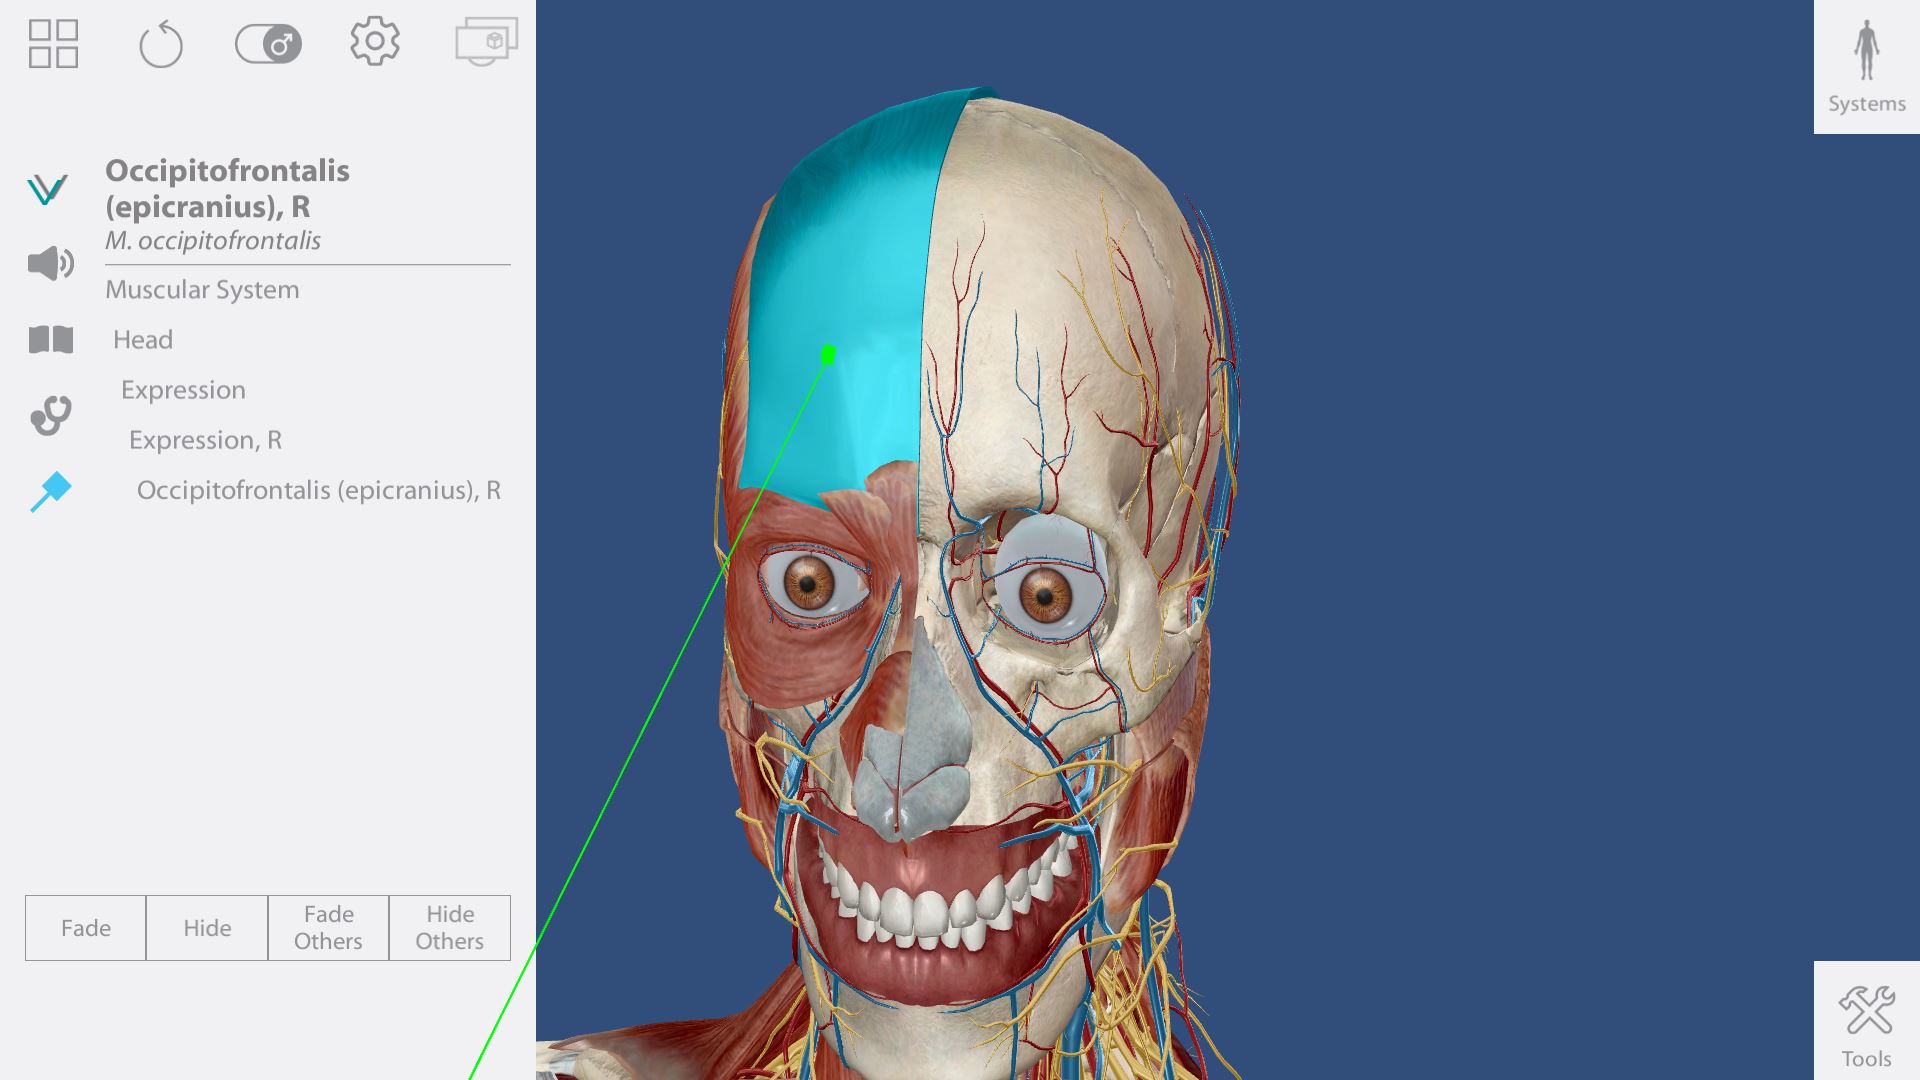 Occipitofrontalis
(epicranius), R
M. occipitofrontalis
Muscular System
Head
Expression
Expression, R
Occipitofrontalis (epicranius), R
Fade
Hide
Fade
Others
Hide
Others
Systems
Tools